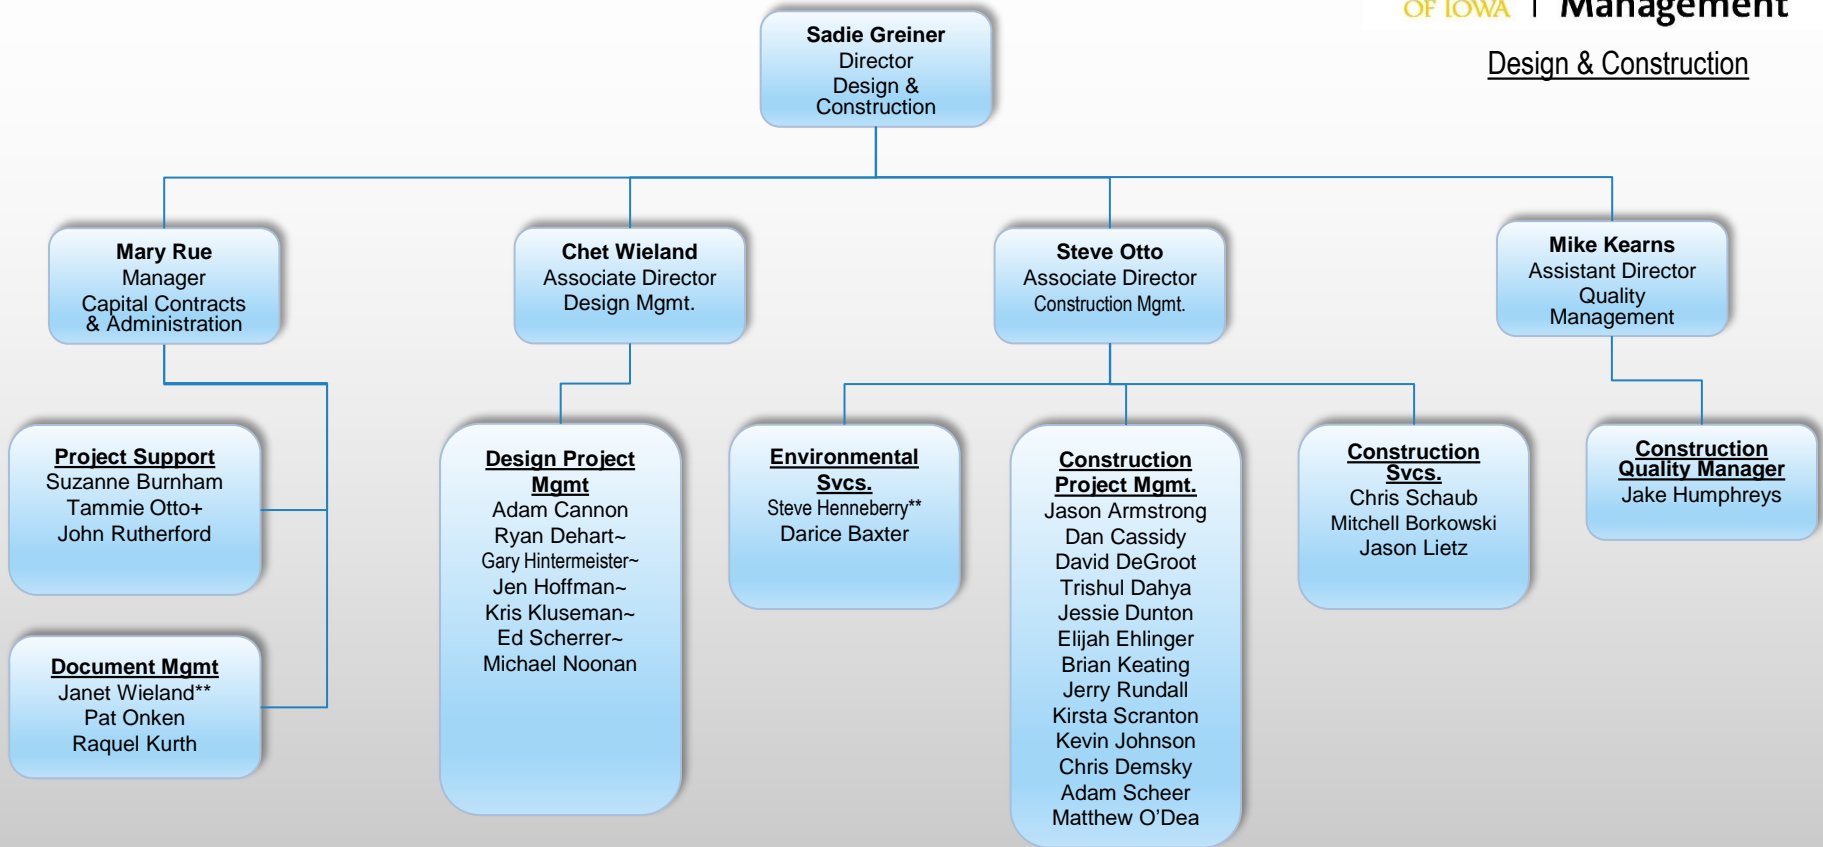 OF IOWA | Management
Design & Construction
Sadie Greiner
Director
Design &
Construction
Mary Rue
Manager
Capital Contracts
& Administration
Chet Wieland
Associate Director
Design Mgmt.
Steve Otto
Associate Director
Construction Mgmt.
Mike Kearns
Assistant Director
Quality
Management
Project Support
Suzanne Burnham
Tammie Otto+
John Rutherford
Document Mgmt
Janet Wieland**
Pat Onken
Raquel Kurth
Design Project
Mgmt
Adam Cannon
Ryan Dehart~
Gary Hintermeister~
Jen Hoffman~
Kris Kluseman~
Ed Scherrer~
Michael Noonan
Environmental
Svcs.
Steve Henneberry**
Darice Baxter
Construction
Project Mgmt.
Jason Armstrong
Dan Cassidy
David DeGroot
Trishul Dahya
Jessie Dunton
Elijah Ehlinger
Brian Keating
Jerry Rundall
Kirsta Scranton
Kevin Johnson
Chris Demsky
Adam Scheer
Matthew O’Dea
Construction
Svcs.
Chris Schaub
Mitchell Borkowski
Jason Lietz
Construction
Quality Manager
Jake Humphreys